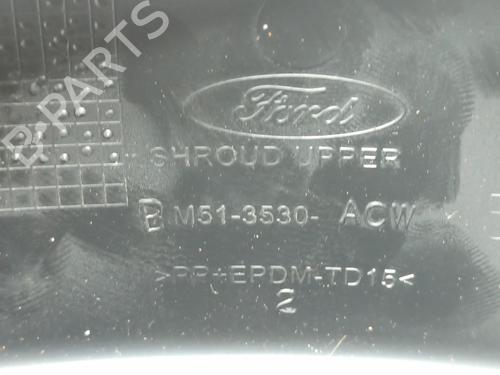 Ford
SHROUD UPPER
BM51-3530- ACW
>PP+EPDM-TD15<
2
B-PARTS